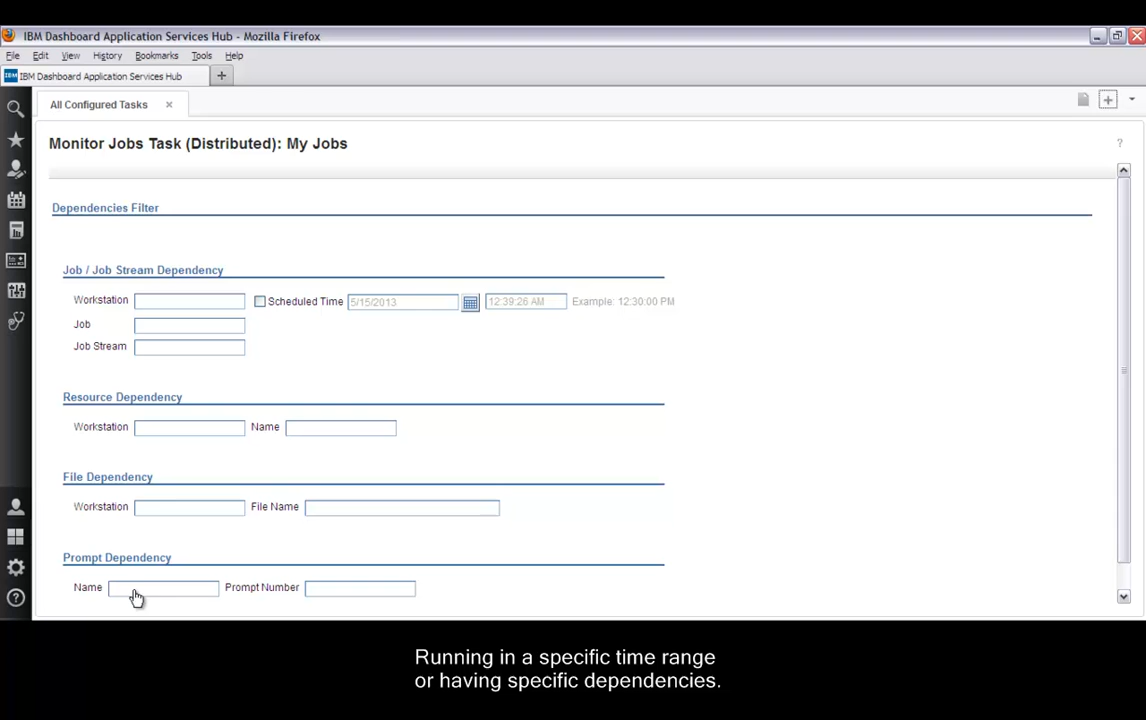 IBM Dashboard Application Services Hub - Mozilla Firefox
File Edit View History Bookmarks Tools Help
IBM IBM Dashboard Application Services Hub +
All Configured Tasks ×
Monitor Jobs Task (Distributed): My Jobs ?
Dependencies Filter
Job / Job Stream Dependency
Workstation Scheduled Time 5/15/2013 12:39:26 AM Example: 12:30:00 PM
Job
Job Stream
Resource Dependency
Workstation Name
File Dependency
Workstation File Name
Prompt Dependency
Name Prompt Number
Running in a specific time range
or having specific dependencies.